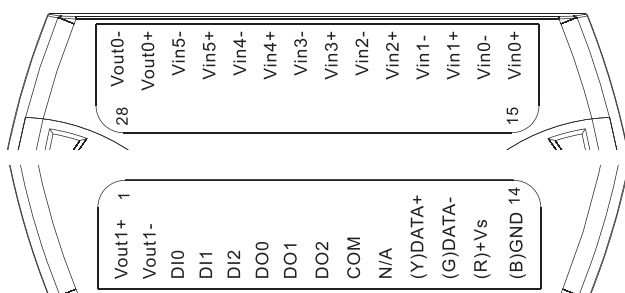 Vout0-
Vout0+
Vin5-
Vin5+
Vin4-
Vin4+
Vin3-
Vin3+
Vin2-
Vin2+
Vin1-
Vin1+
Vin0-
Vin0+
28
15
1
14
Vout1+
Vout1-
DI0
DI1
DI2
DO0
DO1
DO2
COM
N/A
(Y)DATA+
(G)DATA-
(R)+Vs
(B)GND